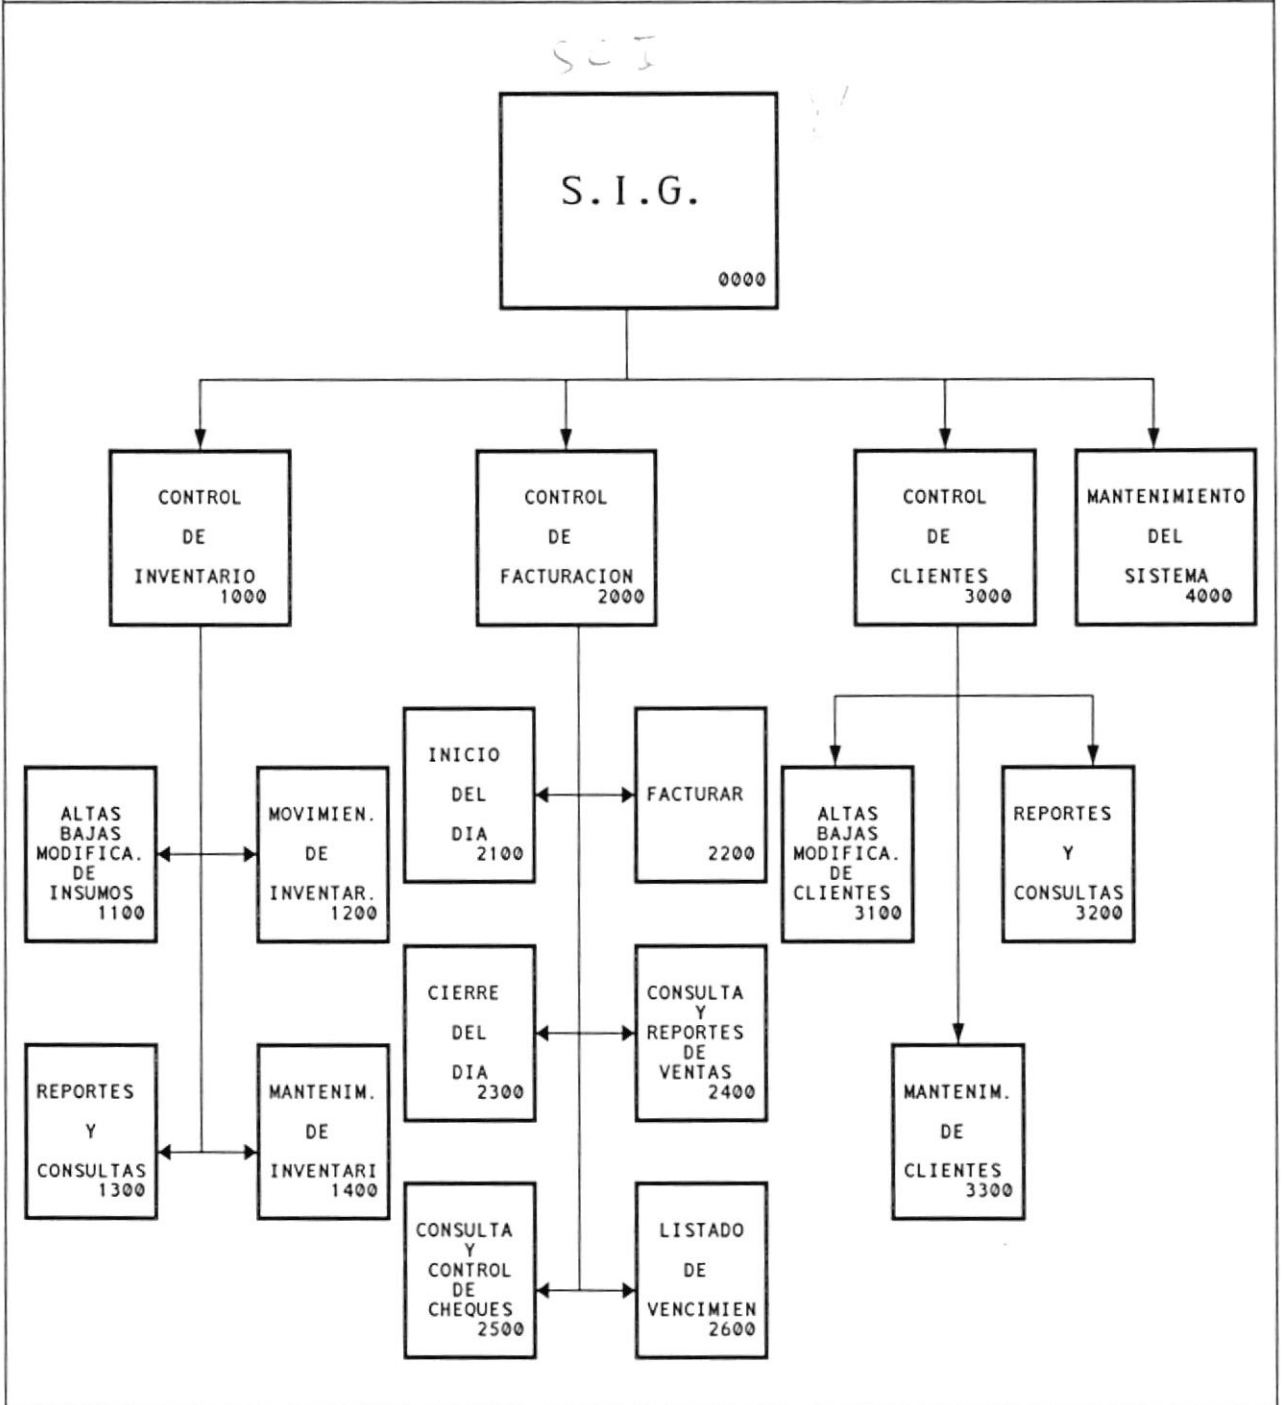 S.I.G.
0000
CONTROL
DE
INVENTARIO
1000
CONTROL
DE
FACTURACION
2000
CONTROL
DE
CLIENTES
3000
MANTENIMIENTO
DEL
SISTEMA
4000
ALTAS
BAJAS
MODIFICA.
DE
INSUMOS
1100
MOVIMIEN.
DE
INVENTAR.
1200
REPORTES
Y
CONSULTAS
1300
MANTENIM.
DE
INVENTARI
1400
INICIO
DEL
DIA
2100
FACTURAR
2200
CIERRE
DEL
DIA
2300
CONSULTA
Y
REPORTES
DE
VENTAS
2400
CONSULTA
Y
CONTROL
DE
CHEQUES
2500
LISTADO
DE
VENCIMIEN
2600
ALTAS
BAJAS
MODIFICA.
DE
CLIENTES
3100
REPORTES
Y
CONSULTAS
3200
MANTENIM.
DE
CLIENTES
3300